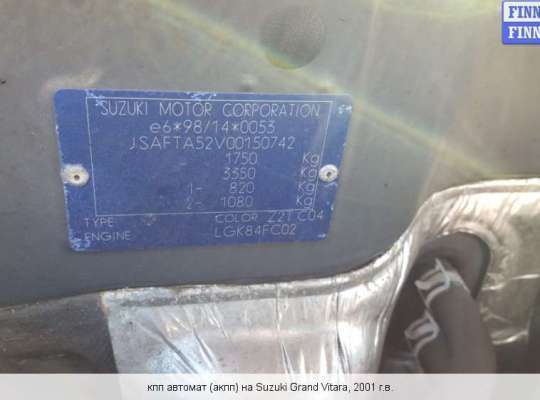 FINN
FINN
SUZUKI MOTOR CORPORATION
e6*98/14*0053
JSAFTA52V00150742
1750 Kg
3550 Kg
1- 820 Kg
2- 1080 Kg
TYPE COLOR Z2T C04
ENGINE LGK84FC02
кпп автомат (акпп) на Suzuki Grand Vitara, 2001 г.в.